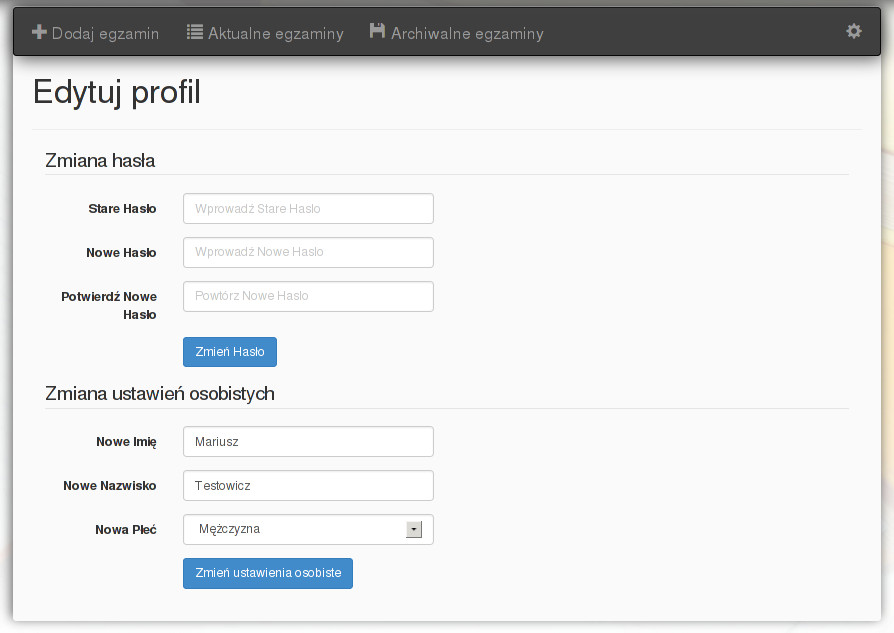 Dodaj egzamin Aktualne egzaminy Archiwalne egzaminy
Edytuj profil
Zmiana hasła
Stare Hasło Wprowadź Stare Hasło
Nowe Hasło Wprowadź Nowe Hasło
Potwierdź Nowe Powtórz Nowe Hasło
Hasło
Zmień Hasło
Zmiana ustawień osobistych
Nowe Imię Mariusz
Nowe Nazwisko Testowicz
Nowa Płeć Mężczyzna
Zmień ustawienia osobiste